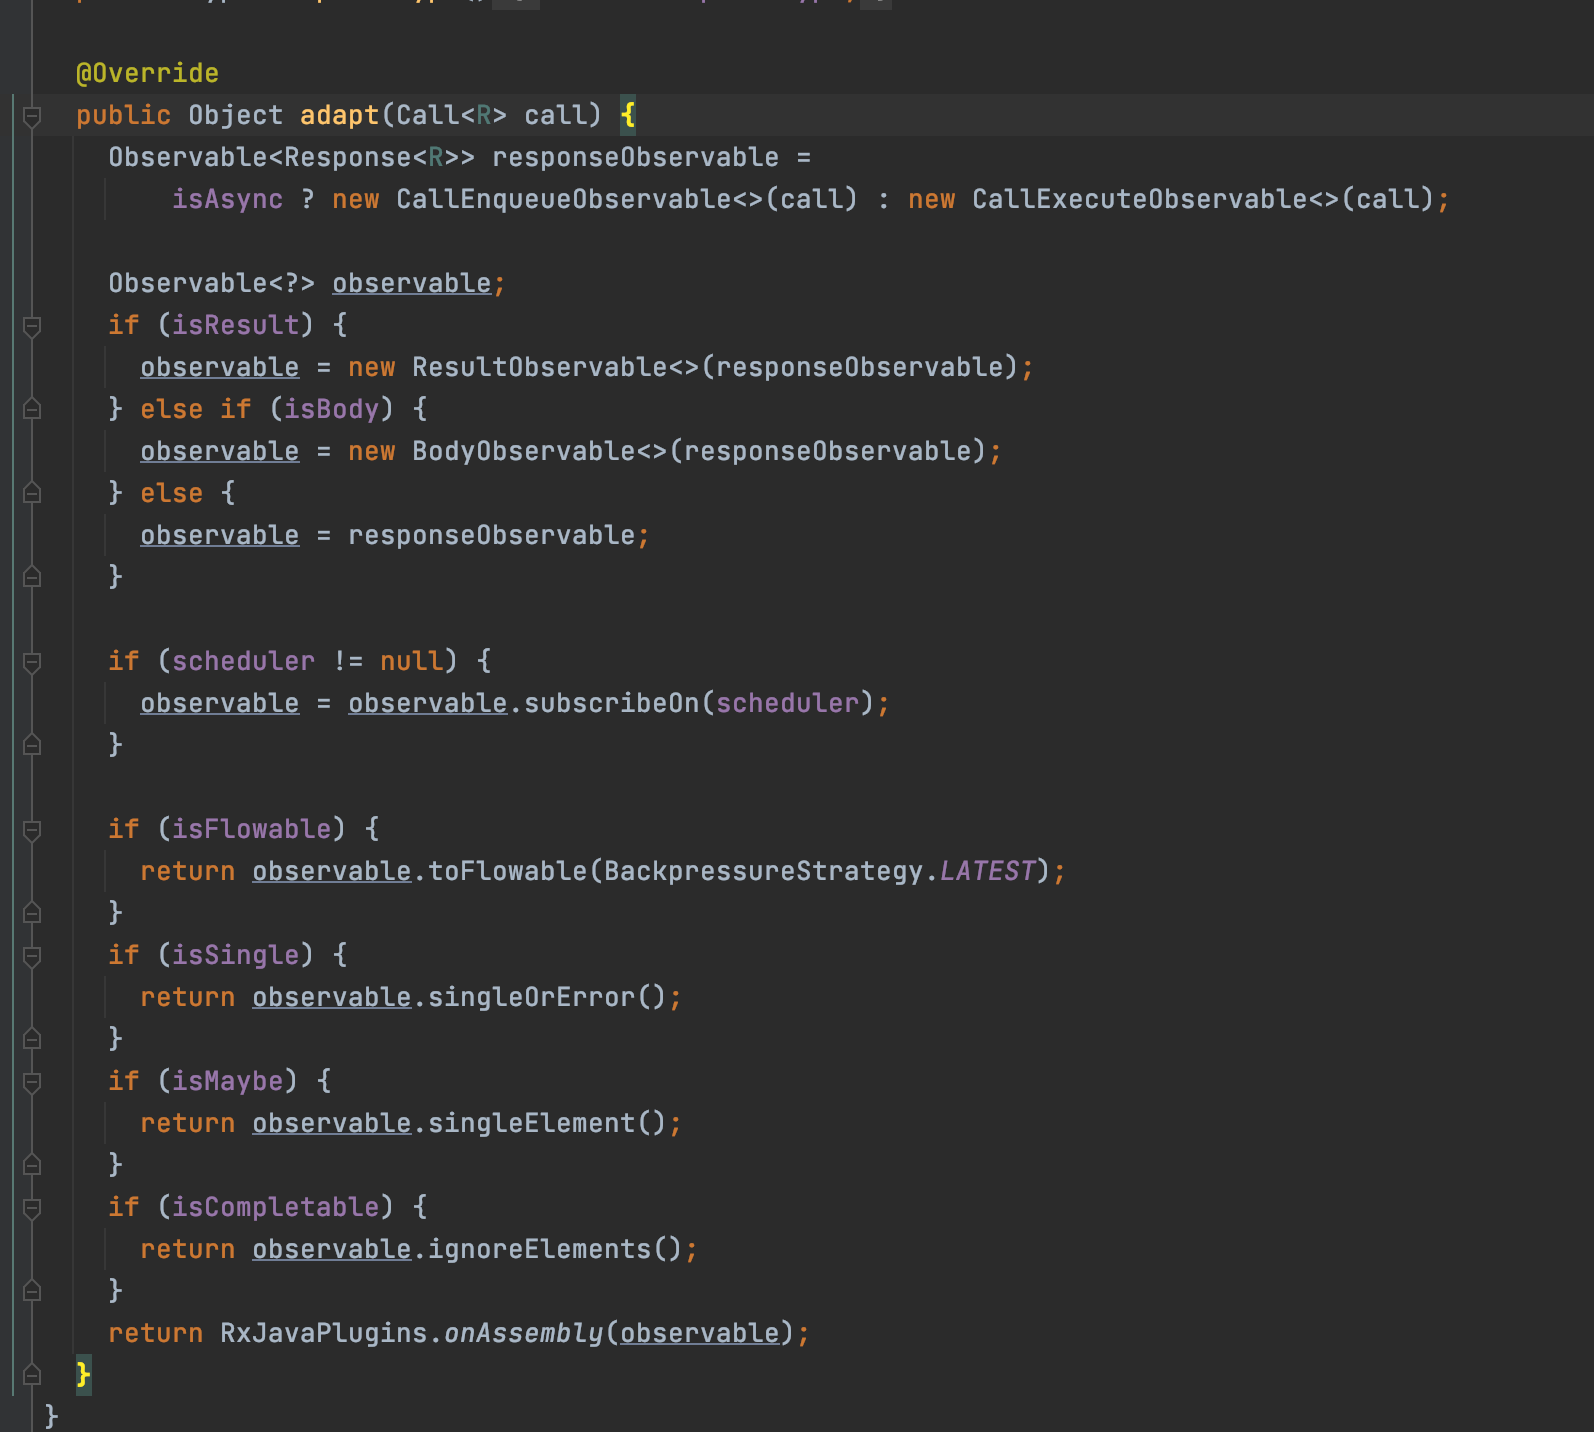 @Override
public Object adapt(Call<R> call) {
Observable<Response<R>> responseObservable =
isAsync ? new CallEnqueueObservable<>(call) : new CallExecuteObservable<>(call);
Observable<?> observable;
if (isResult) {
observable = new ResultObservable<>(responseObservable);
} else if (isBody) {
observable = new BodyObservable<>(responseObservable);
} else {
observable = responseObservable;
}
if (scheduler != null) {
observable = observable.subscribeOn(scheduler);
}
if (isFlowable) {
return observable.toFlowable(BackpressureStrategy.LATEST);
}
if (isSingle) {
return observable.singleOrError();
}
if (isMaybe) {
return observable.singleElement();
}
if (isCompletable) {
return observable.ignoreElements();
}
return RxJavaPlugins.onAssembly(observable);
}
}